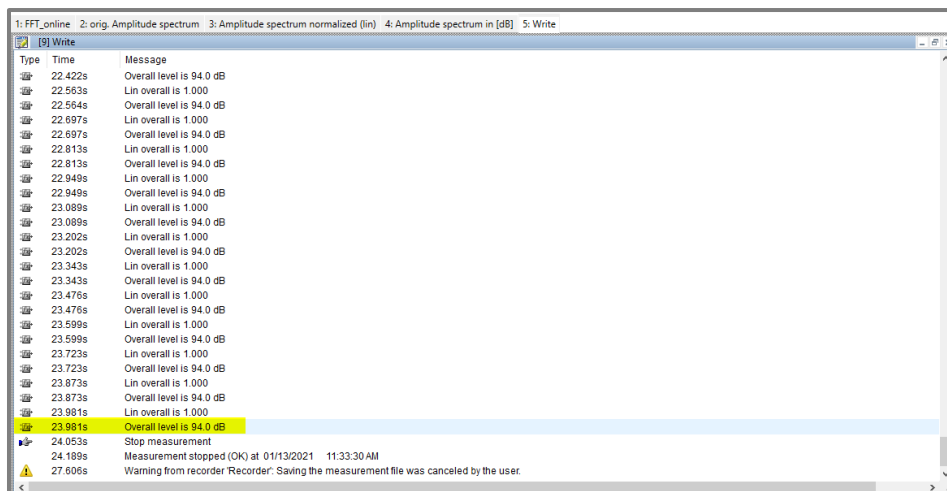 1: FFT_online 2: orig. Amplitude spectrum 3: Amplitude spectrum normalized (lin) 4: Amplitude spectrum in [dB] 5: Write
[9] Write
Type Time Message
22.422s Overall level is 94.0 dB
22.563s Lin overall is 1.000
22.564s Overall level is 94.0 dB
22.697s Lin overall is 1.000
22.697s Overall level is 94.0 dB
22.813s Lin overall is 1.000
22.813s Overall level is 94.0 dB
22.949s Lin overall is 1.000
22.949s Overall level is 94.0 dB
23.089s Lin overall is 1.000
23.089s Overall level is 94.0 dB
23.202s Lin overall is 1.000
23.202s Overall level is 94.0 dB
23.343s Lin overall is 1.000
23.343s Overall level is 94.0 dB
23.476s Lin overall is 1.000
23.476s Overall level is 94.0 dB
23.599s Lin overall is 1.000
23.599s Overall level is 94.0 dB
23.723s Lin overall is 1.000
23.723s Overall level is 94.0 dB
23.873s Lin overall is 1.000
23.873s Overall level is 94.0 dB
23.981s Lin overall is 1.000
23.981s Overall level is 94.0 dB
24.053s Stop measurement
24.189s Measurement stopped (OK) at 01/13/2021 11:33:30 AM
27.606s Warning from recorder 'Recorder': Saving the measurement file was canceled by the user.